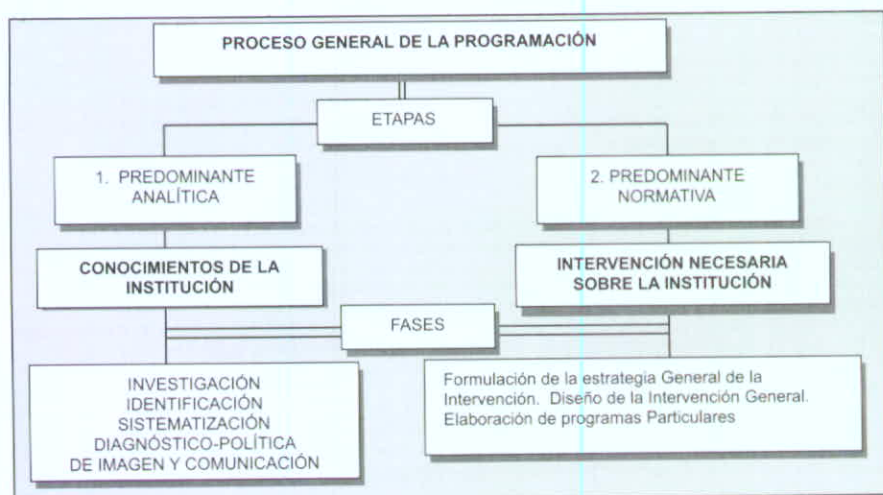 PROCESO GENERAL DE LA PROGRAMACIÓN
ETAPAS
1. PREDOMINANTE
ANALÍTICA
2. PREDOMINANTE
NORMATIVA
CONOCIMIENTOS DE LA
INSTITUCIÓN
INTERVENCIÓN NECESARIA
SOBRE LA INSTITUCIÓN
FASES
INVESTIGACIÓN
IDENTIFICACIÓN
SISTEMATIZACIÓN
DIAGNÓSTICO-POLÍTICA
DE IMAGEN Y COMUNICACIÓN
Formulación de la estrategia General de la
Intervención. Diseño de la Intervención General.
Elaboración de programas Particulares